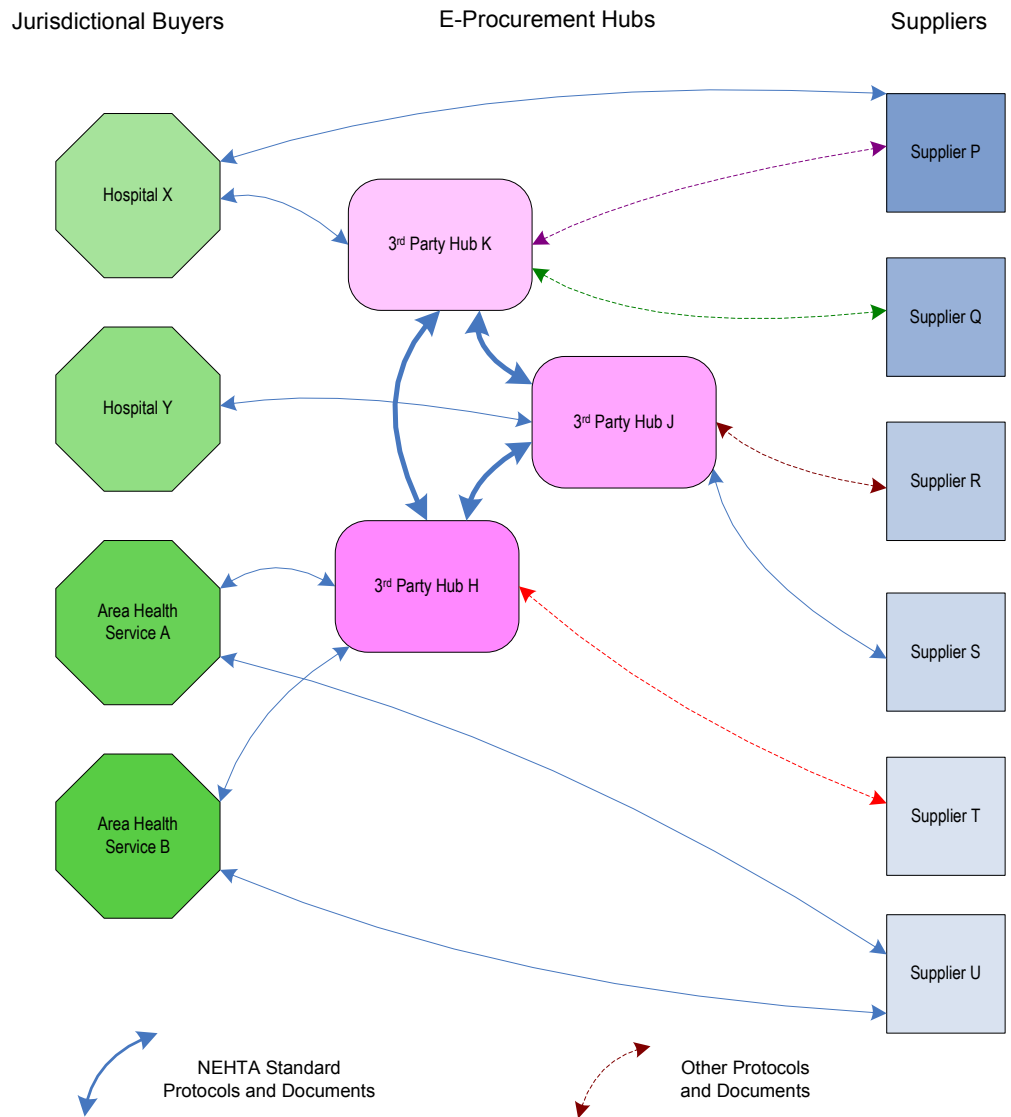 Jurisdictional Buyers
E-Procurement Hubs
Suppliers
Hospital X
3rd Party Hub K
Supplier P
Supplier Q
Hospital Y
3rd Party Hub J
Supplier R
Area Health
Service A
3rd Party Hub H
Supplier S
Area Health
Service B
Supplier T
Supplier U
NEHTA Standard
Protocols and Documents
Other Protocols
and Documents